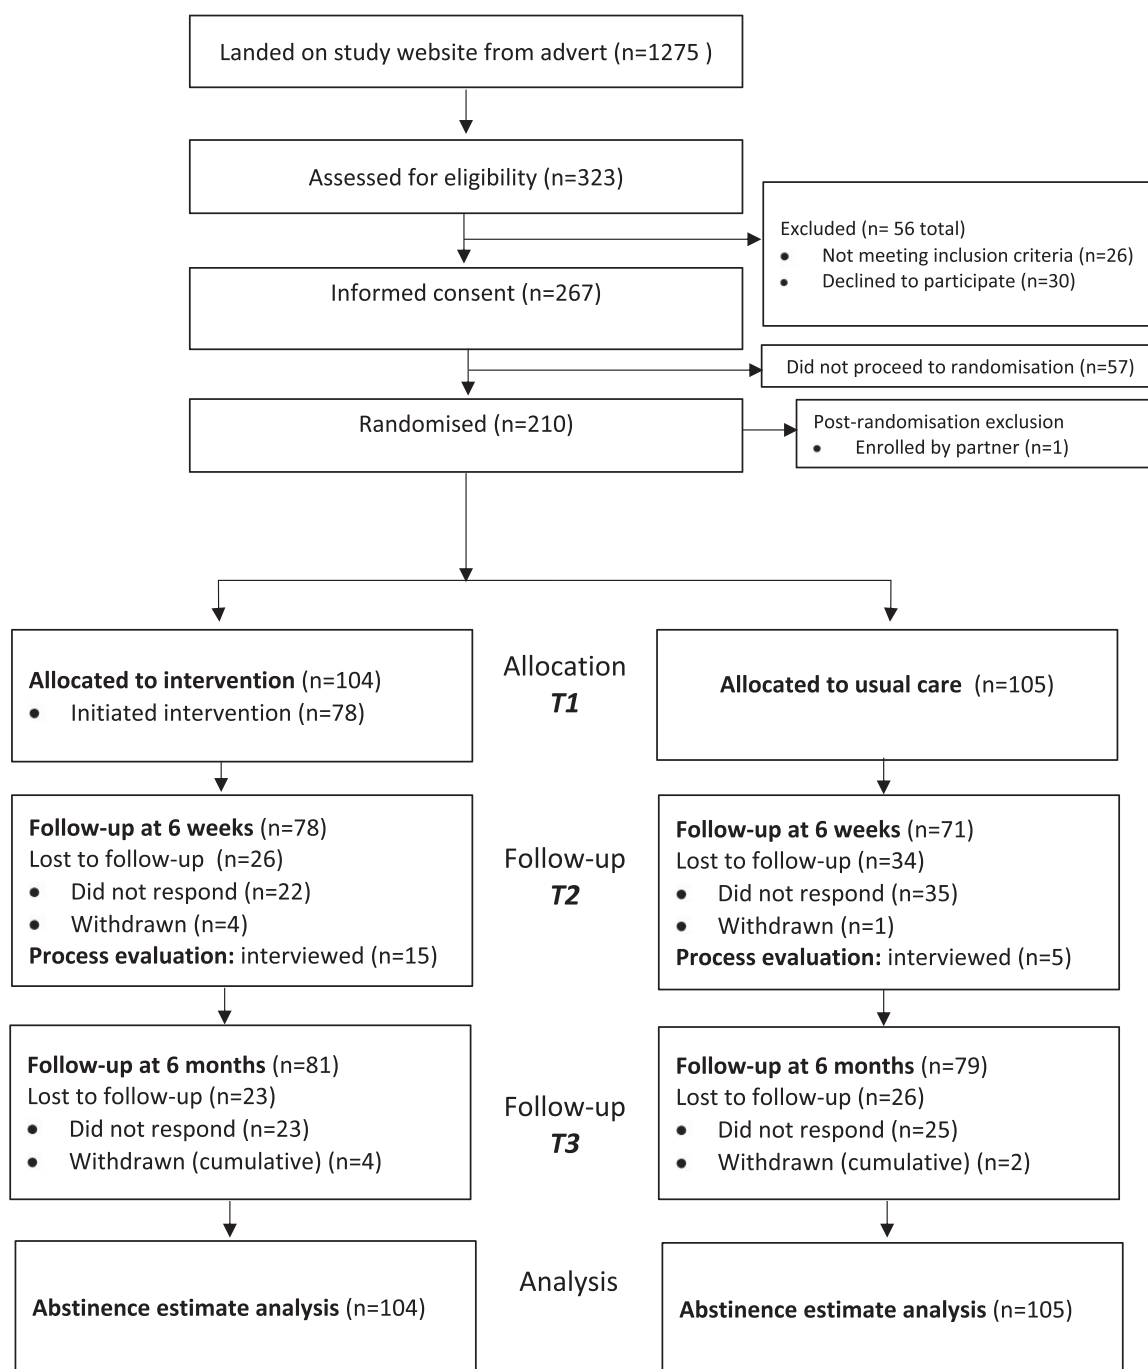 Landed on study website from advert (n=1275 )
Assessed for eligibility (n=323)
Excluded (n= 56 total)
• Not meeting inclusion criteria (n=26)
• Declined to participate (n=30)
Informed consent (n=267)
Did not proceed to randomisation (n=57)
Randomised (n=210)
Post-randomisation exclusion
• Enrolled by partner (n=1)
Allocated to intervention (n=104)
• Initiated intervention (n=78)
Allocation
T1
Allocated to usual care (n=105)
Follow-up at 6 weeks (n=78)
Lost to follow-up (n=26)
• Did not respond (n=22)
• Withdrawn (n=4)
Process evaluation: interviewed (n=15)
Follow-up
T2
Follow-up at 6 weeks (n=71)
Lost to follow-up (n=34)
• Did not respond (n=35)
• Withdrawn (n=1)
Process evaluation: interviewed (n=5)
Follow-up at 6 months (n=81)
Lost to follow-up (n=23)
• Did not respond (n=23)
• Withdrawn (cumulative) (n=4)
Follow-up
T3
Follow-up at 6 months (n=79)
Lost to follow-up (n=26)
• Did not respond (n=25)
• Withdrawn (cumulative) (n=2)
Abstinence estimate analysis (n=104)
Analysis
Abstinence estimate analysis (n=105)